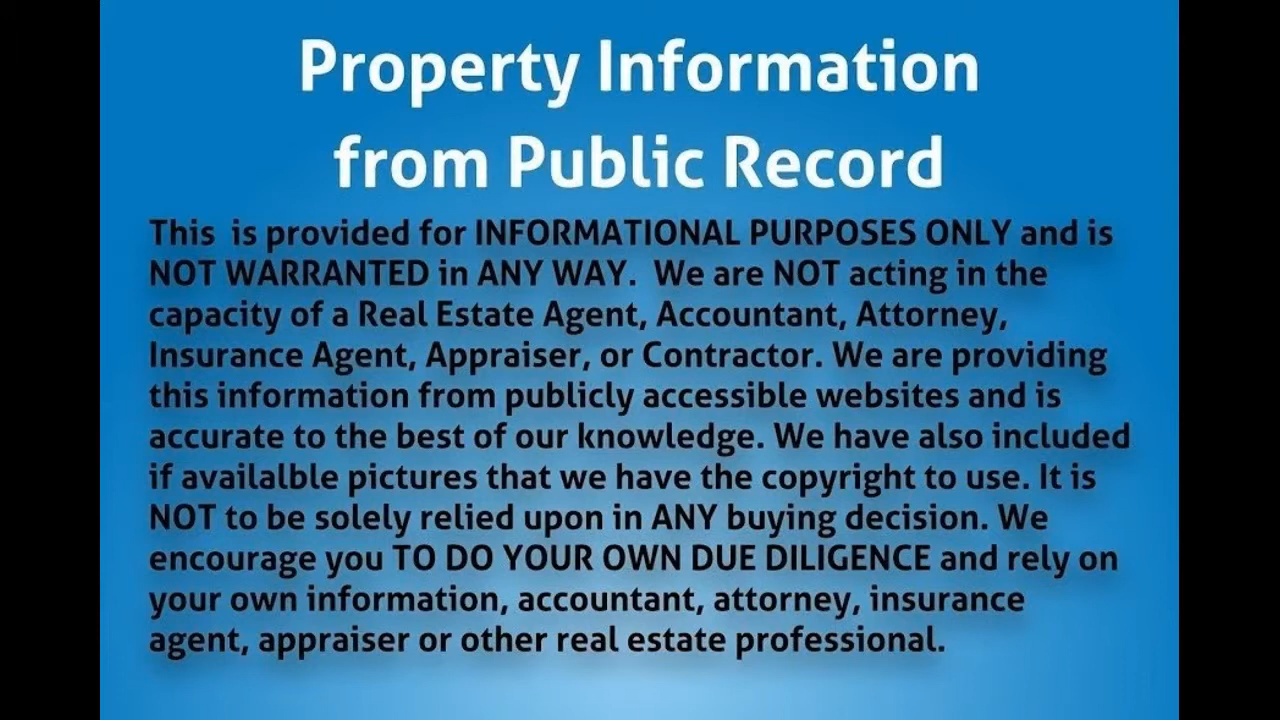 Property Information
from Public Record
This  is provided for INFORMATIONAL PURPOSES ONLY and is
NOT WARRANTED in ANY WAY.  We are NOT acting in the
capacity of a Real Estate Agent, Accountant, Attorney,
Insurance Agent, Appraiser, or Contractor. We are providing
this information from publicly accessible websites and is
accurate to the best of our knowledge. We have also included
if availalble pictures that we have the copyright to use. It is
NOT to be solely relied upon in ANY buying decision. We
encourage you TO DO YOUR OWN DUE DILIGENCE and rely on
your own information, accountant, attorney, insurance
agent, appraiser or other real estate professional.